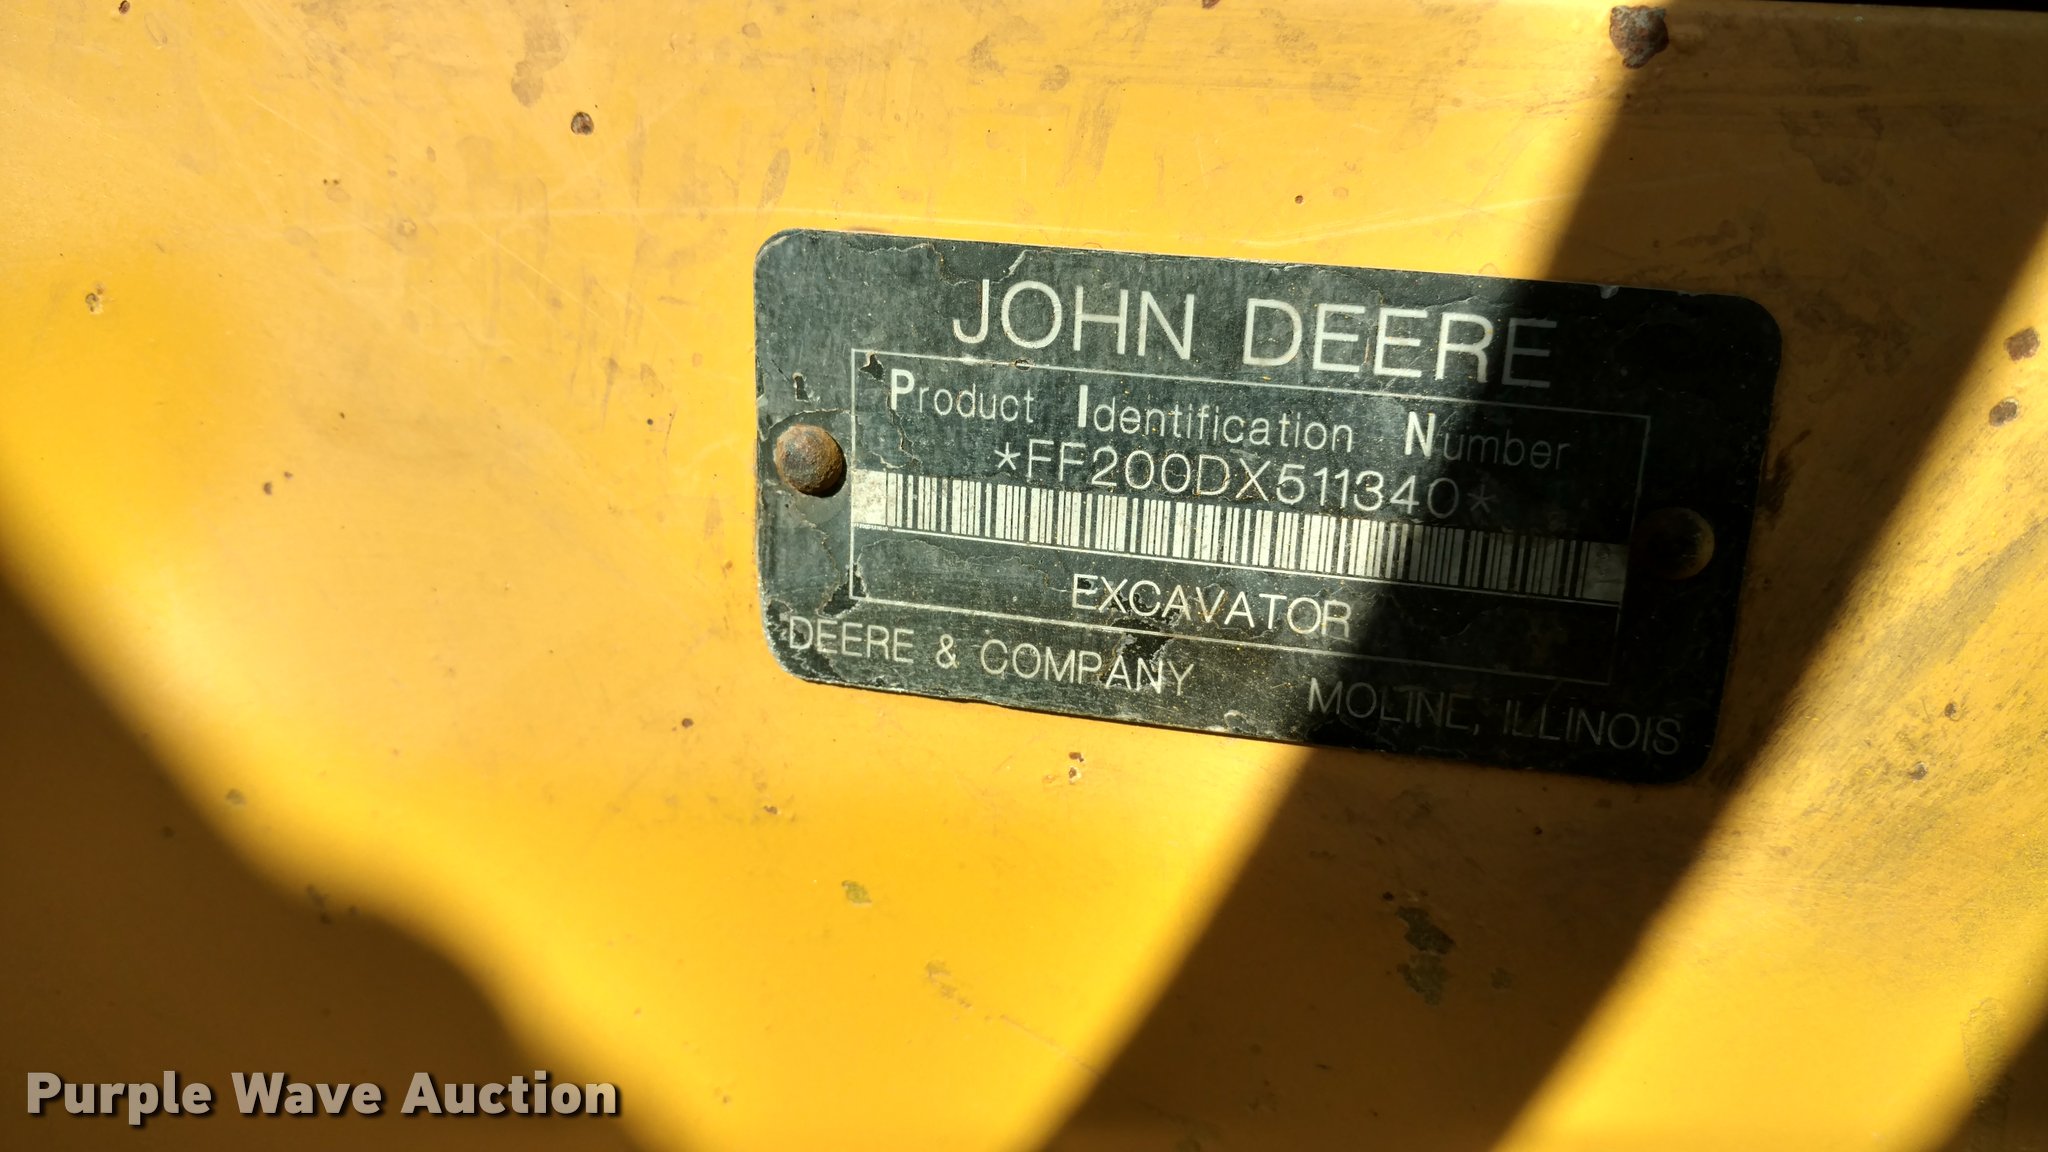 JOHN DEERE
Product Identification Number
*FF200DX511340*
EXCAVATOR
DEERE & COMPANY MOLINE, ILLINOIS
Purple Wave Auction